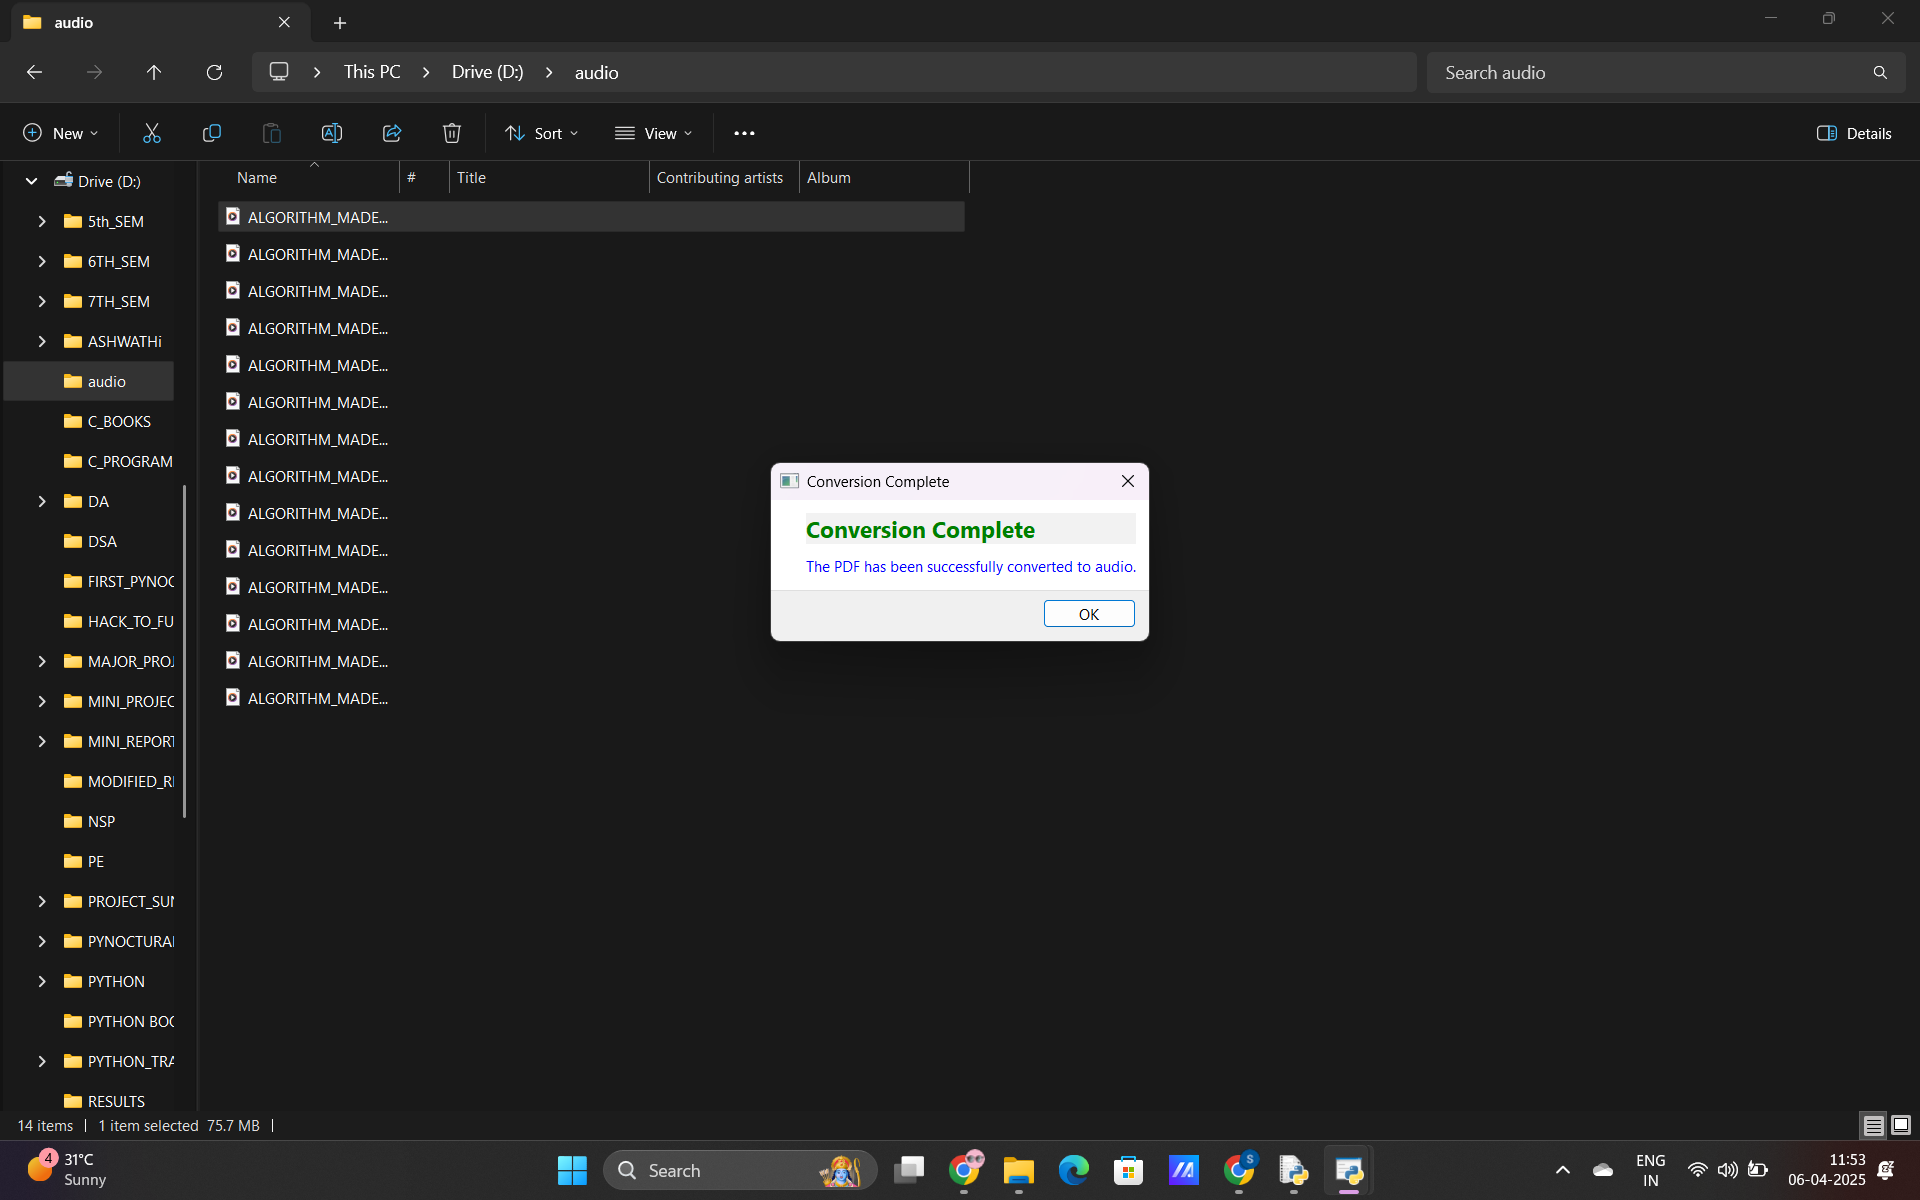 audio
This PC
Drive (D:)
audio
Search audio
New
Sort
View
Details
Drive (D:)
5th_SEM
6TH_SEM
7TH_SEM
ASHWATHi
audio
C_BOOKS
C_PROGRAM
DA
DSA
FIRST_PYNOC
HACK_TO_FU
MAJOR_PROJ
MINI_PROJEC
MINI_REPORT
MODIFIED_RE
NSP
PE
PROJECT_SUN
PYNOCTURAL
PYTHON
PYTHON BOO
PYTHON_TRA
RESULTS
Name # Title Contributing artists Album
ALGORITHM_MADE...
ALGORITHM_MADE...
ALGORITHM_MADE...
ALGORITHM_MADE...
ALGORITHM_MADE...
ALGORITHM_MADE...
ALGORITHM_MADE...
ALGORITHM_MADE...
ALGORITHM_MADE...
ALGORITHM_MADE...
ALGORITHM_MADE...
ALGORITHM_MADE...
ALGORITHM_MADE...
ALGORITHM_MADE...
Conversion Complete
Conversion Complete
The PDF has been successfully converted to audio.
OK
14 items 1 item selected 75.7 MB
4
31°C
Sunny
Search
S
ENG
IN
11:53
06-04-2025